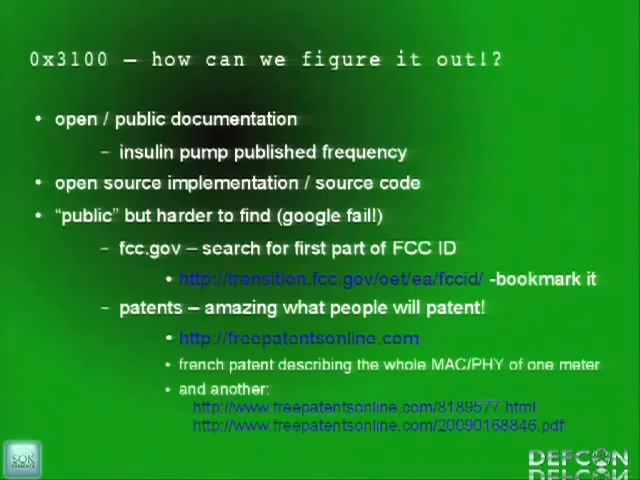 0x3100 – how can we figure it out!?
• open / public documentation
– insulin pump published frequency
• open source implementation / source code
• “public” but harder to find (google fail!)
– fcc.gov – search for first part of FCC ID
• http://transition.fcc.gov/oet/ea/fccid/ -bookmark it
– patents – amazing what people will patent!
• http://freepatentsonline.com
• french patent describing the whole MAC/PHY of one meter
• and another:
http://www.freepatentsonline.com/8189577.html
http://www.freepatentsonline.com/20090168846.pdf
DEFCON